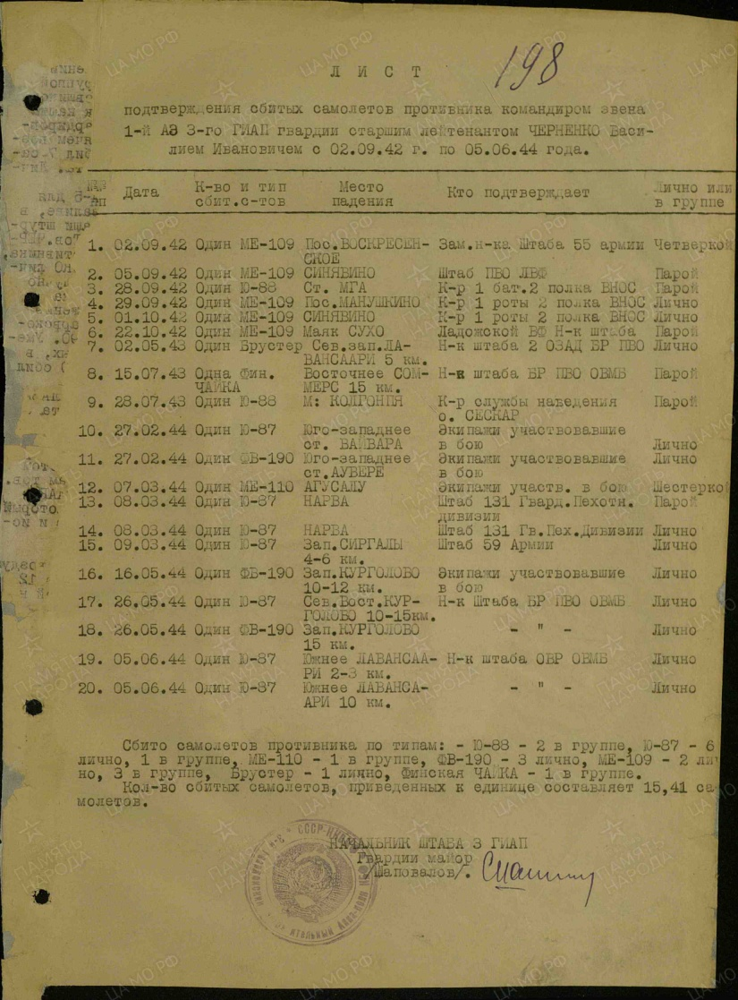 198
ЛИСТ
подтверждения сбитых самолетов противника командиром звена
1-й АЭ 3-го ГИАП гвардии старшим лейтенантом ЧЕРНЕНКО Васи-
лием Ивановичем с 02.09.42 г. по 05.06.44 года.
№№ пп Дата К-во и тип сбит.с-тов Место падения Кто подтверждает Лично или в группе
1. 02.09.42 Один МЕ-109 Пос.ВОСКРЕСЕН- Зам.н-ка Штаба 55 армии Четверкой
СКОЕ
2. 05.09.42 Один МЕ-109 СИНЯВИНО Штаб ПВО ЛВФ Парой
3. 28.09.42 Один Ю-88 Ст. МГА К-р 1 бат.2 полка ВНОС Парой
4. 29.09.42 Один МЕ-109 Пос.МАНУШКИНО К-р 1 роты 2 полка ВНОС Лично
5. 01.10.42 Один МЕ-109 СИНЯВИНО К-р 1 роты 2 полка ВНОС Лично
6. 22.10.42 Один МЕ-109 Маяк СУХО Ладожской ВФ Н-к штаба Парой
7. 02.05.43 Один Брустер Сев.зап.ЛА- Н-к штаба 2 ОЗАД БР ПВО Лично
ВАНСААРИ 5 км.
8. 15.07.43 Одна Фин. Восточнее СОМ- Н-к штаба БР ПВО ОВМБ Парой
ЧАЙКА МЕРС 15 км.
9. 28.07.43 Один Ю-88 М: КОЛГОНПЯ К-р службы наведения Парой
о. СЕСКАР
10. 27.02.44 Один Ю-87 Юго-западнее Экипажи участвовавшие
ст. ВАЙВАРА в бою Лично
11. 27.02.44 Один ФВ-190 Юго-западнее Экипажи участвовавшие Лично
ст.АУВЕРЕ в бою
12. 07.03.44 Один МЕ-110 АГУСАЛУ Экипажи участв. в бою Шестеркой
13. 08.03.44 Один Ю-87 НАРВА Штаб 131 Гвард.Пехотн. Парой
дивизии
14. 08.03.44 Один Ю-87 НАРВА Штаб 131 Гв.Пех.Дивизии Лично
15. 09.03.44 Один Ю-87 Зап.СИРГАЛЫ Штаб 59 Армии Лично
4-6 км.
16. 16.05.44 Один ФВ-190 Зап.КУРГОЛОВО Экипажи участвовавшие Лично
10-12 км. в бою
17. 26.05.44 Один Ю-87 Сев.Вост.КУР- Н-к Штаба БР ПВО ОВМБ Лично
ГОЛОВО 10-15км.
18. 26.05.44 Один ФВ-190 Зап.КУРГОЛОВО - " - Лично
15 км.
19. 05.06.44 Один Ю-87 Южнее ЛАВАНСАА- Н-к штаба ОВР ОВМБ Лично
РИ 2-3 км.
20. 05.06.44 Один Ю-87 Южнее ЛАВАНСА- - " - Лично
АРИ 10 км.
Сбито самолетов противника по типам: - Ю-88 - 2 в группе, Ю-87 - 6
лично, 1 в группе, МЕ-110 - 1 в группе, ФВ-190 - 3 лично, МЕ-109 - 2 лич
но, 3 в группе, Брустер - 1 лично, Финская ЧАЙКА - 1 в группе.
Кол-во сбитых самолетов, приведенных к единице составляет 15,41 са-
молетов.
НАЧАЛЬНИК ШТАБА 3 ГИАП
Гвардии майор
/Шаповалов/.